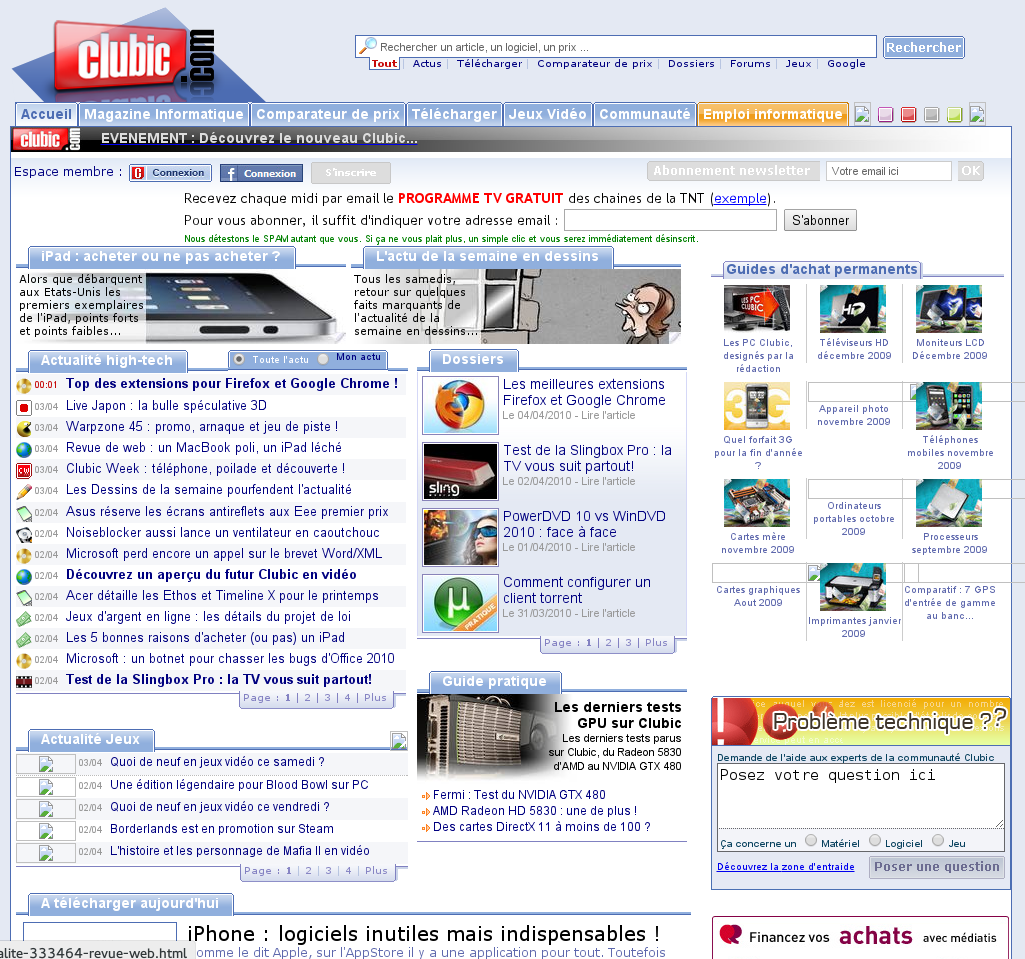 clubic.com
Rechercher un article, un logiciel, un prix ...
Rechercher
Tout | Actus | Télécharger | Comparateur de prix | Dossiers | Forums | Jeux | Google
Accueil Magazine Informatique Comparateur de prix Télécharger Jeux Vidéo Communauté Emploi informatique
clubic.com EVENEMENT : Découvrez le nouveau Clubic...
Espace membre : Connexion f Connexion S'inscrire Abonnement newsletter Votre email ici OK
Recevez chaque midi par email le PROGRAMME TV GRATUIT des chaines de la TNT (exemple).
Pour vous abonner, il suffit d'indiquer votre adresse email : S'abonner
Nous détestons le SPAM autant que vous. Si ça ne vous plait plus, un simple clic et vous serez immédiatement désinscrit.
iPad : acheter ou ne pas acheter ?
Alors que débarquent
aux Etats-Unis les
premiers exemplaires
de l'iPad, points forts
et points faibles...
L'actu de la semaine en dessins
Tous les samedis,
retour sur quelques
faits marquants de
l'actualité de la
semaine en dessins...
Actualité high-tech
Toute l'actu Mon actu
00:01 Top des extensions pour Firefox et Google Chrome !
03/04 Live Japon : la bulle spéculative 3D
03/04 Warpzone 45 : promo, arnaque et jeu de piste !
03/04 Revue de web : un MacBook poli, un iPad léché
03/04 Clubic Week : téléphone, poilade et découverte !
03/04 Les Dessins de la semaine pourfendent l'actualité
02/04 Asus réserve les écrans antireflets aux Eee premier prix
02/04 Noiseblocker aussi lance un ventilateur en caoutchouc
02/04 Microsoft perd encore un appel sur le brevet Word/XML
02/04 Découvrez un aperçu du futur Clubic en vidéo
02/04 Acer détaille les Ethos et Timeline X pour le printemps
02/04 Jeux d'argent en ligne : les détails du projet de loi
02/04 Les 5 bonnes raisons d'acheter (ou pas) un iPad
02/04 Microsoft : un botnet pour chasser les bugs d'Office 2010
02/04 Test de la Slingbox Pro : la TV vous suit partout!
Page : 1 | 2 | 3 | 4 | Plus
Actualité Jeux
03/04 Quoi de neuf en jeux vidéo ce samedi ?
02/04 Une édition légendaire pour Blood Bowl sur PC
02/04 Quoi de neuf en jeux vidéo ce vendredi ?
02/04 Borderlands est en promotion sur Steam
02/04 L'histoire et les personnage de Mafia II en vidéo
Page : 1 | 2 | 3 | 4 | Plus
Dossiers
Les meilleures extensions
Firefox et Google Chrome
Le 04/04/2010 - Lire l'article
sling
Test de la Slingbox Pro : la
TV vous suit partout!
Le 02/04/2010 - Lire l'article
PowerDVD 10 vs WinDVD
2010 : face à face
Le 01/04/2010 - Lire l'article
µ PRATIQUE
Comment configurer un
client torrent
Le 31/03/2010 - Lire l'article
Page : 1 | 2 | 3 | Plus
Guide pratique
Les derniers tests
GPU sur Clubic
Les derniers tests parus
sur Clubic, du Radeon 5830
d'AMD au NVIDIA GTX 480
Fermi : Test du NVIDIA GTX 480
AMD Radeon HD 5830 : une de plus !
Des cartes DirectX 11 à moins de 100 ?
Guides d'achat permanents
LES PC CLUBIC
Les PC Clubic,
designés par la
rédaction
HD
Téléviseurs HD
décembre 2009
Moniteurs LCD
Décembre 2009
3G
Quel forfait 3G
pour la fin d'année
?
Appareil photo
novembre 2009
Téléphones
mobiles novembre
2009
Cartes mère
novembre 2009
Ordinateurs
portables octobre
2009
Processeurs
septembre 2009
Cartes graphiques
Aout 2009
Imprimantes janvier
2009
Comparatif : 7 GPS
d'entrée de gamme
au banc...
! Problème technique ??
Demande de l'aide aux experts de la communauté Clubic
Posez votre question ici
Ça concerne un Matériel Logiciel Jeu
Découvrez la zone d'entraide Poser une question
Financez vos achats avec médiatis
A télécharger aujourd'hui
iPhone : logiciels inutiles mais indispensables !
omme le dit Apple, sur l'AppStore il y a une application pour tout. Toutefois
alite-333464-revue-web.html